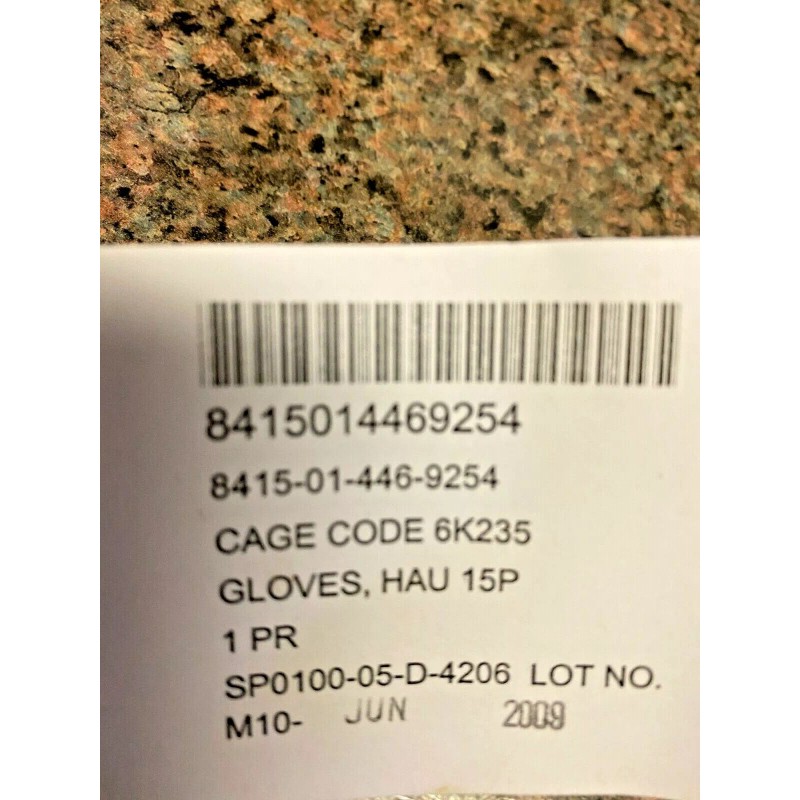 8415014469254
8415-01-446-9254
CAGE CODE 6K235
GLOVES, HAU 15P
1 PR
SP0100-05-D-4206 LOT NO.
M10- JUN 2009